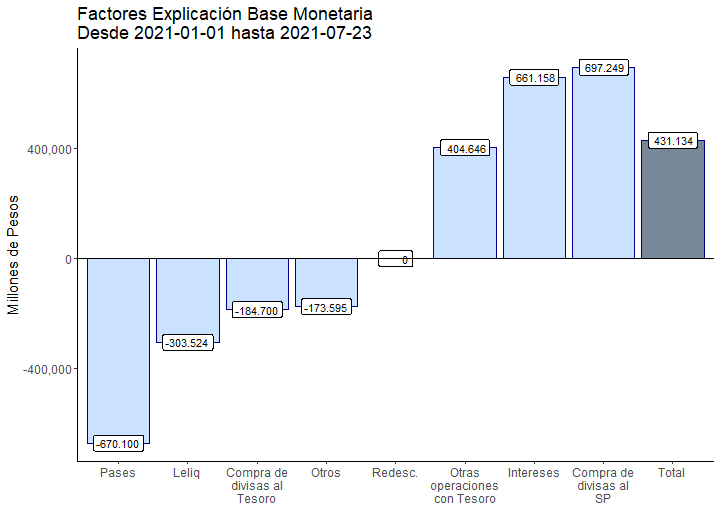 Factores Explicación Base Monetaria
Desde 2021-01-01 hasta 2021-07-23
Millones de Pesos
400,000
0
-400,000
-670.100
-303.524
-184.700
-173.595
0
404.646
661.158
697.249
431.134
Pases
Leliq
Compra de
divisas al
Tesoro
Otros
Redesc.
Otras
operaciones
con Tesoro
Intereses
Compra de
divisas al
SP
Total